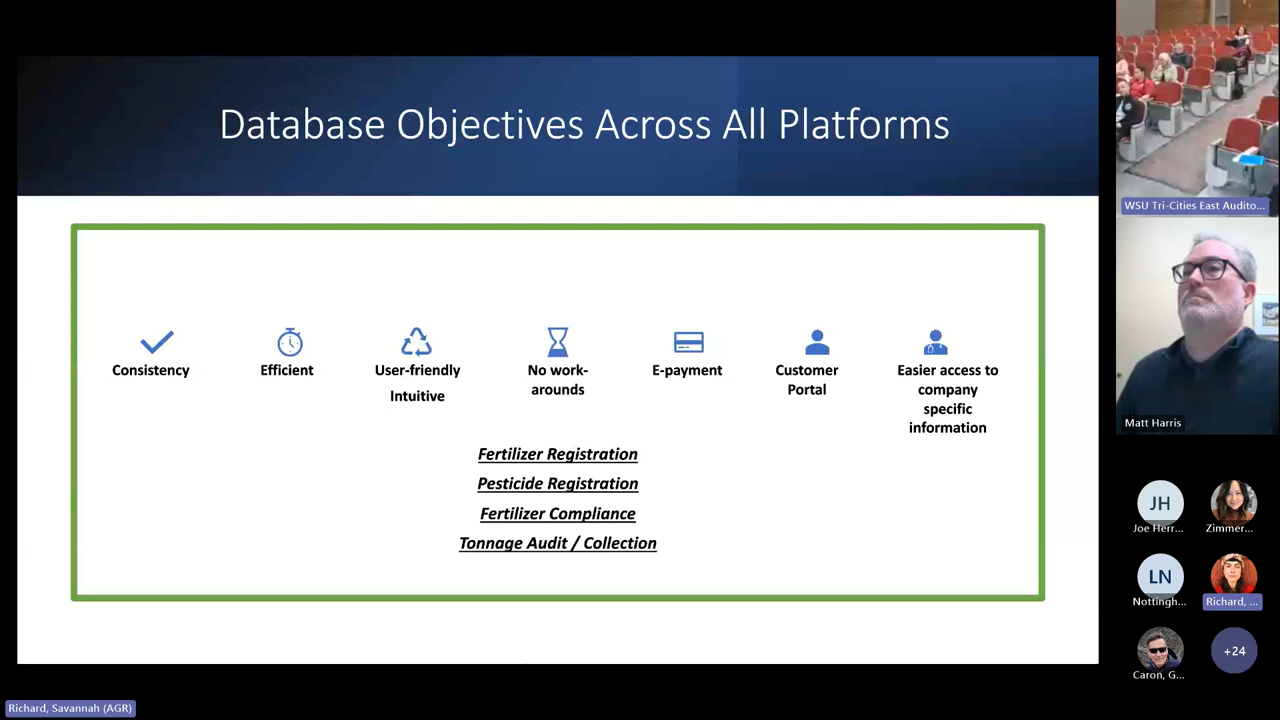 Database Objectives Across All Platforms
Consistency
Efficient
User-friendly
Intuitive
No work-
arounds
E-payment
Customer
Portal
Easier access to
company
specific
information
Fertilizer Registration
Pesticide Registration
Fertilizer Compliance
Tonnage Audit / Collection
WSU Tri-Cities East Audito...
Matt Harris
JH
Joe Herr...
Zimmer...
LN
Nottingh...
Richard, ...
Caron, G...
+24
Richard, Savannah (AGR)